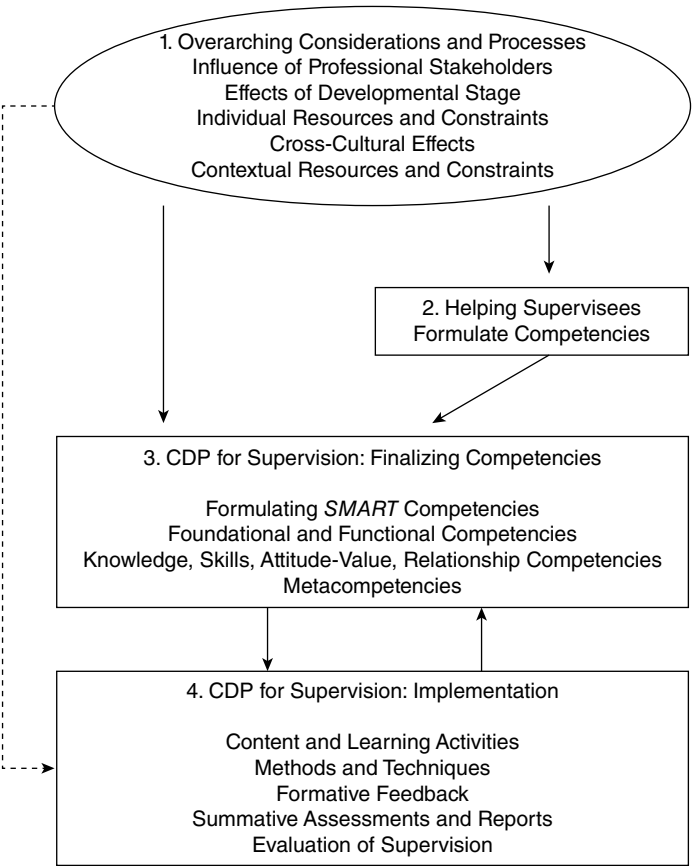 1. Overarching Considerations and Processes
Influence of Professional Stakeholders
Effects of Developmental Stage
Individual Resources and Constraints
Cross-Cultural Effects
Contextual Resources and Constraints
2. Helping Supervisees
Formulate Competencies
3. CDP for Supervision: Finalizing Competencies
Formulating SMART Competencies
Foundational and Functional Competencies
Knowledge, Skills, Attitude-Value, Relationship Competencies
Metacompetencies
4. CDP for Supervision: Implementation
Content and Learning Activities
Methods and Techniques
Formative Feedback
Summative Assessments and Reports
Evaluation of Supervision